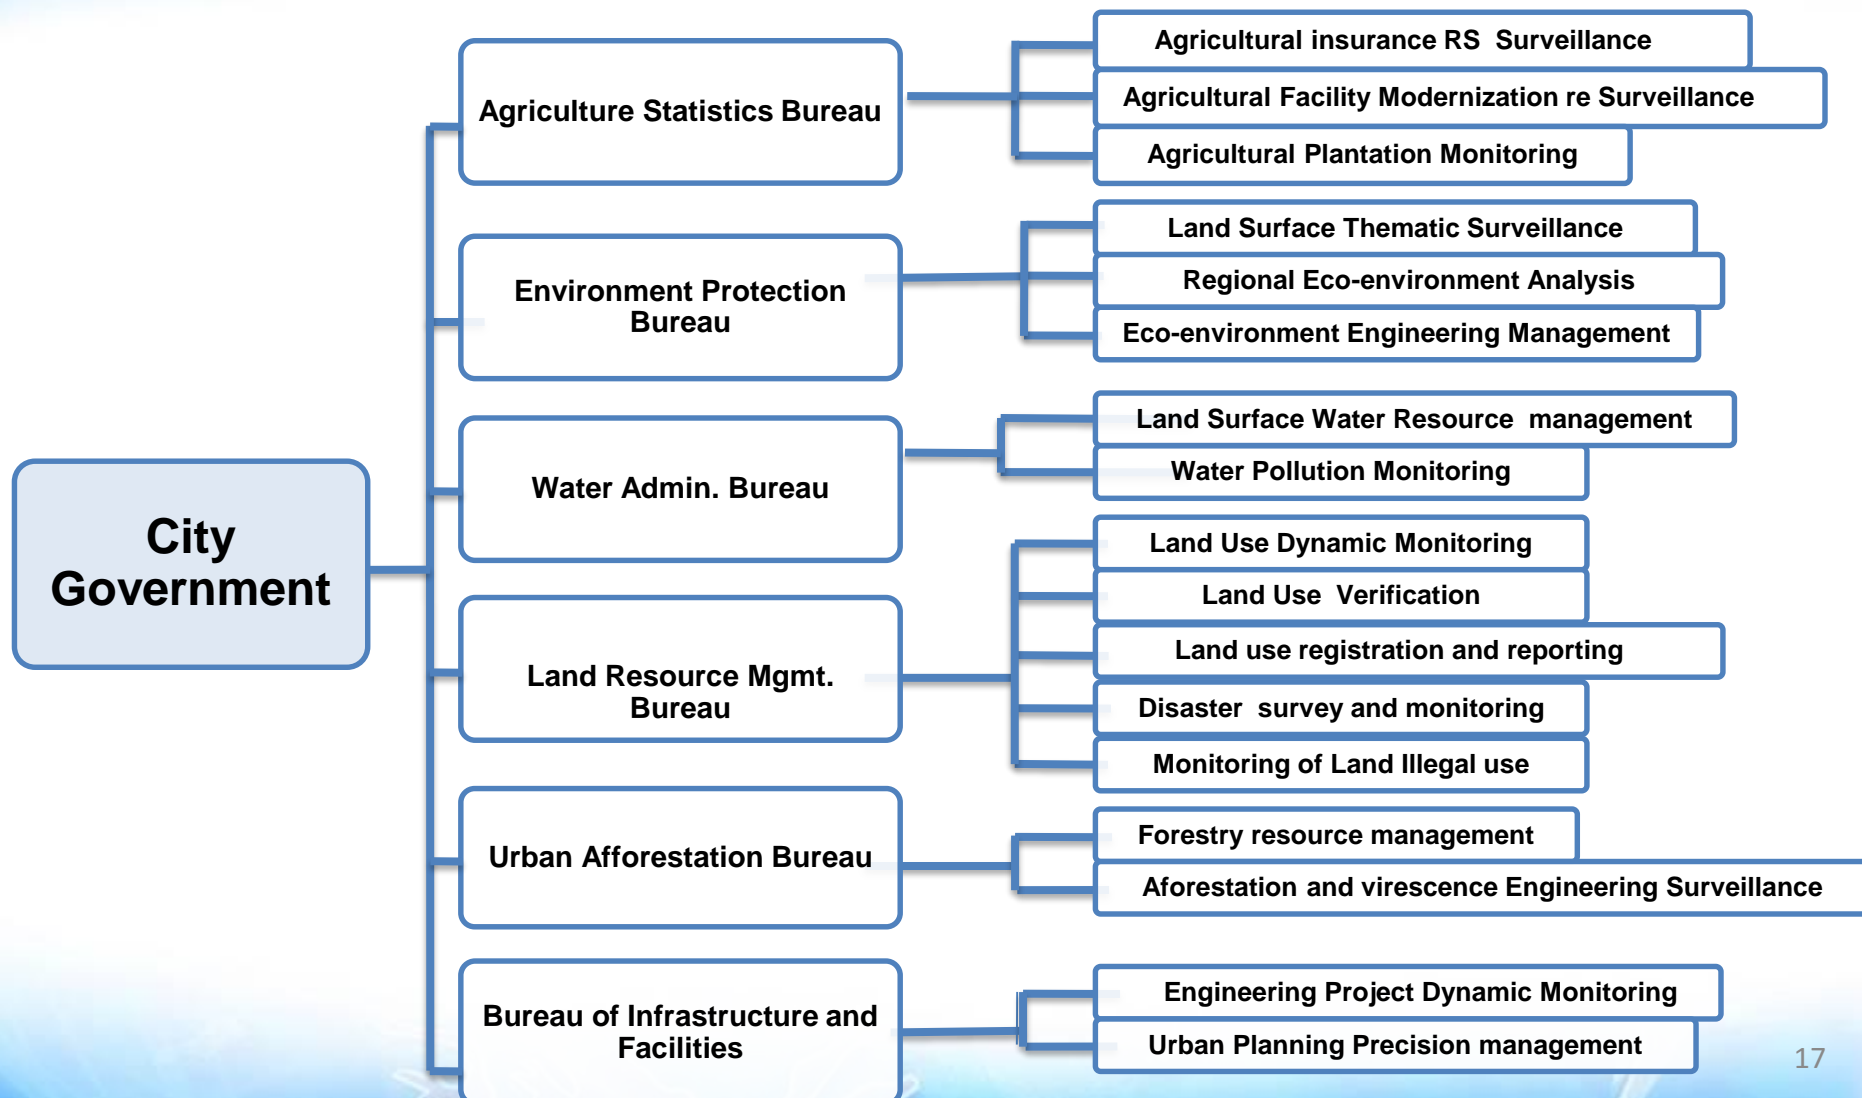 City
Government
Agriculture Statistics Bureau
Agricultural insurance RS  Surveillance
Agricultural Facility Modernization re Surveillance
Agricultural Plantation Monitoring
Environment Protection
Bureau
Land Surface Thematic Surveillance
Regional Eco-environment Analysis
Eco-environment Engineering Management
Water Admin. Bureau
Land Surface Water Resource  management
Water Pollution Monitoring
Land Resource Mgmt.
Bureau
Land Use Dynamic Monitoring
Land Use  Verification
Land use registration and reporting
Disaster  survey and monitoring
Monitoring of Land Illegal use
Urban Afforestation Bureau
Forestry resource management
Aforestation and virescence Engineering Surveillance
Bureau of Infrastructure and
Facilities
Engineering Project Dynamic Monitoring
Urban Planning Precision management
17